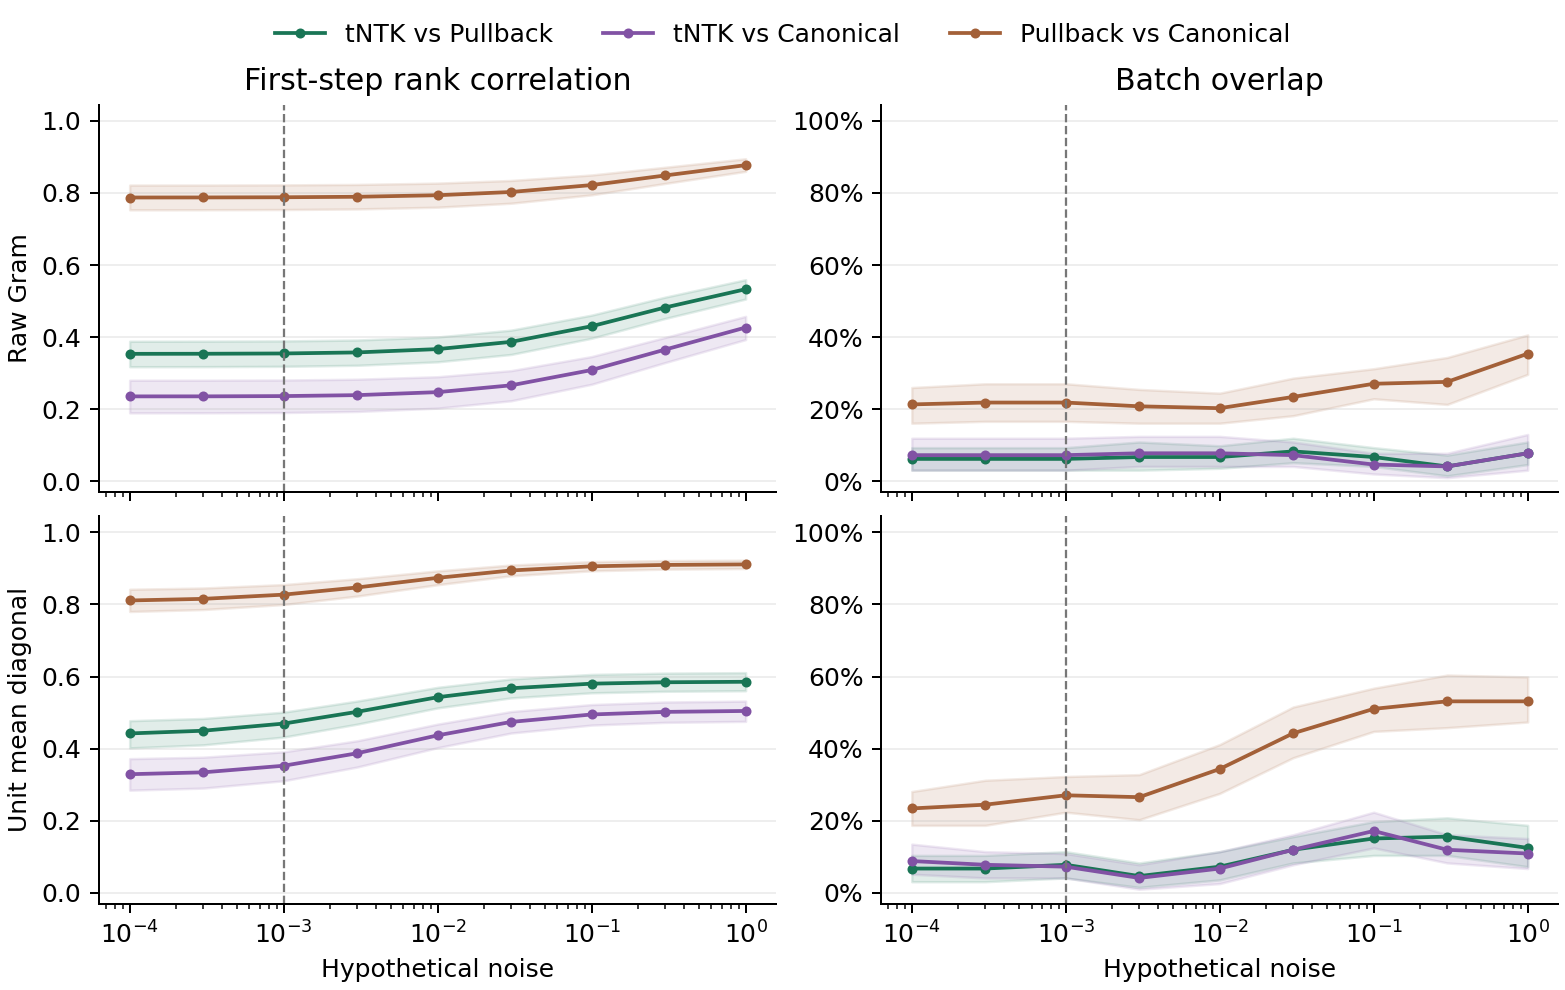 tNTK vs Pullback tNTK vs Canonical Pullback vs Canonical
First-step rank correlation
Batch overlap
Raw Gram
1.0
0.8
0.6
0.4
0.2
0.0
100%
80%
60%
40%
20%
0%
Unit mean diagonal
1.0
0.8
0.6
0.4
0.2
0.0
100%
80%
60%
40%
20%
0%
10⁻⁴ 10⁻³ 10⁻² 10⁻¹ 10⁰
10⁻⁴ 10⁻³ 10⁻² 10⁻¹ 10⁰
Hypothetical noise
Hypothetical noise